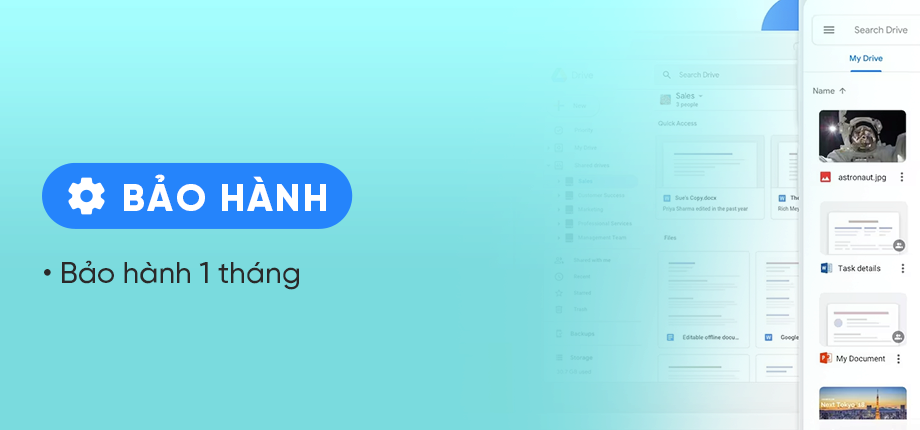 BẢO HÀNH
• Bảo hành 1 tháng
Search Drive
Sales
5 people
Quick Access
Sue's Copy.docx
Priya Sharma edited in the past year
Rich Mey
Files
Editable offline docu...
Google
Storage
Search Drive
My Drive
Name ↑
astronaut.jpg
Task details
My Document
Next Tokyo